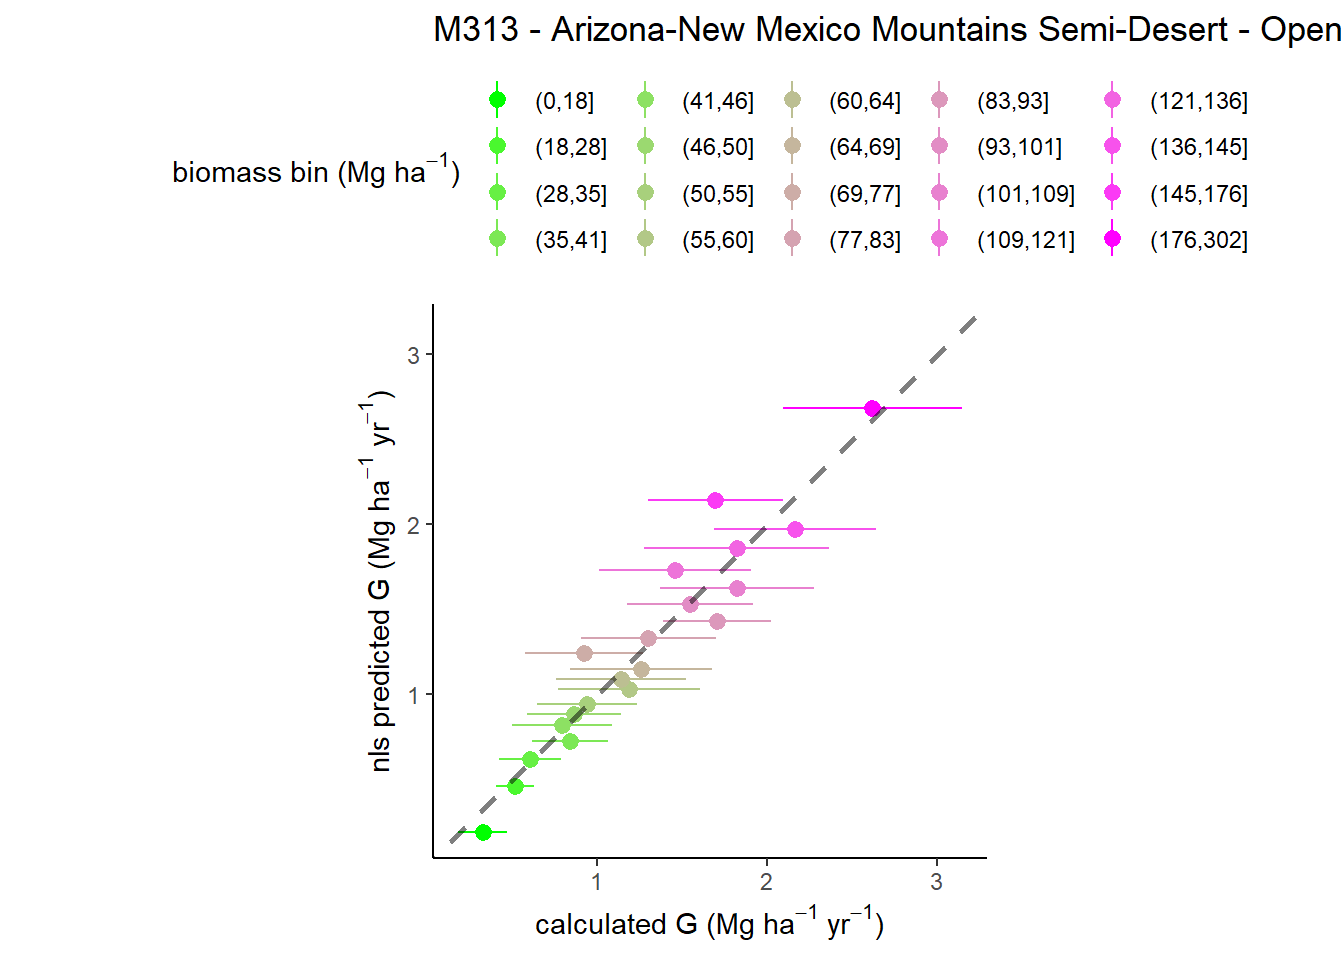 M313 - Arizona-New Mexico Mountains Semi-Desert - Open
biomass bin (Mg ha⁻¹)
(0,18] (41,46] (60,64] (83,93] (121,136]
(18,28] (46,50] (64,69] (93,101] (136,145]
(28,35] (50,55] (69,77] (101,109] (145,176]
(35,41] (55,60] (77,83] (109,121] (176,302]
nls predicted G (Mg ha⁻¹ yr⁻¹)
3
2
1
1 2 3
calculated G (Mg ha⁻¹ yr⁻¹)